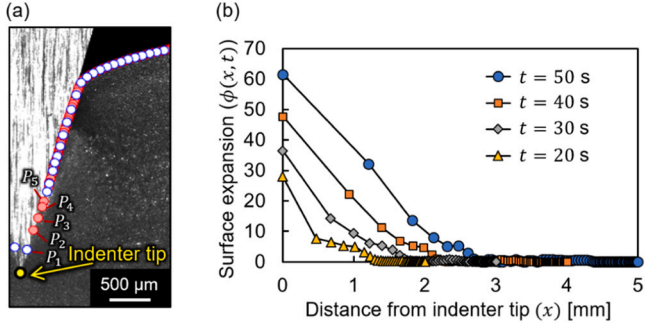 (a)
P5
P4
P3
P2
P1
Indenter tip
500 μm
(b)
Surface expansion (ϕ(x, t))
70
60
50
40
30
20
10
0
t = 50 s
t = 40 s
t = 30 s
t = 20 s
0 1 2 3 4 5
Distance from indenter tip (x) [mm]